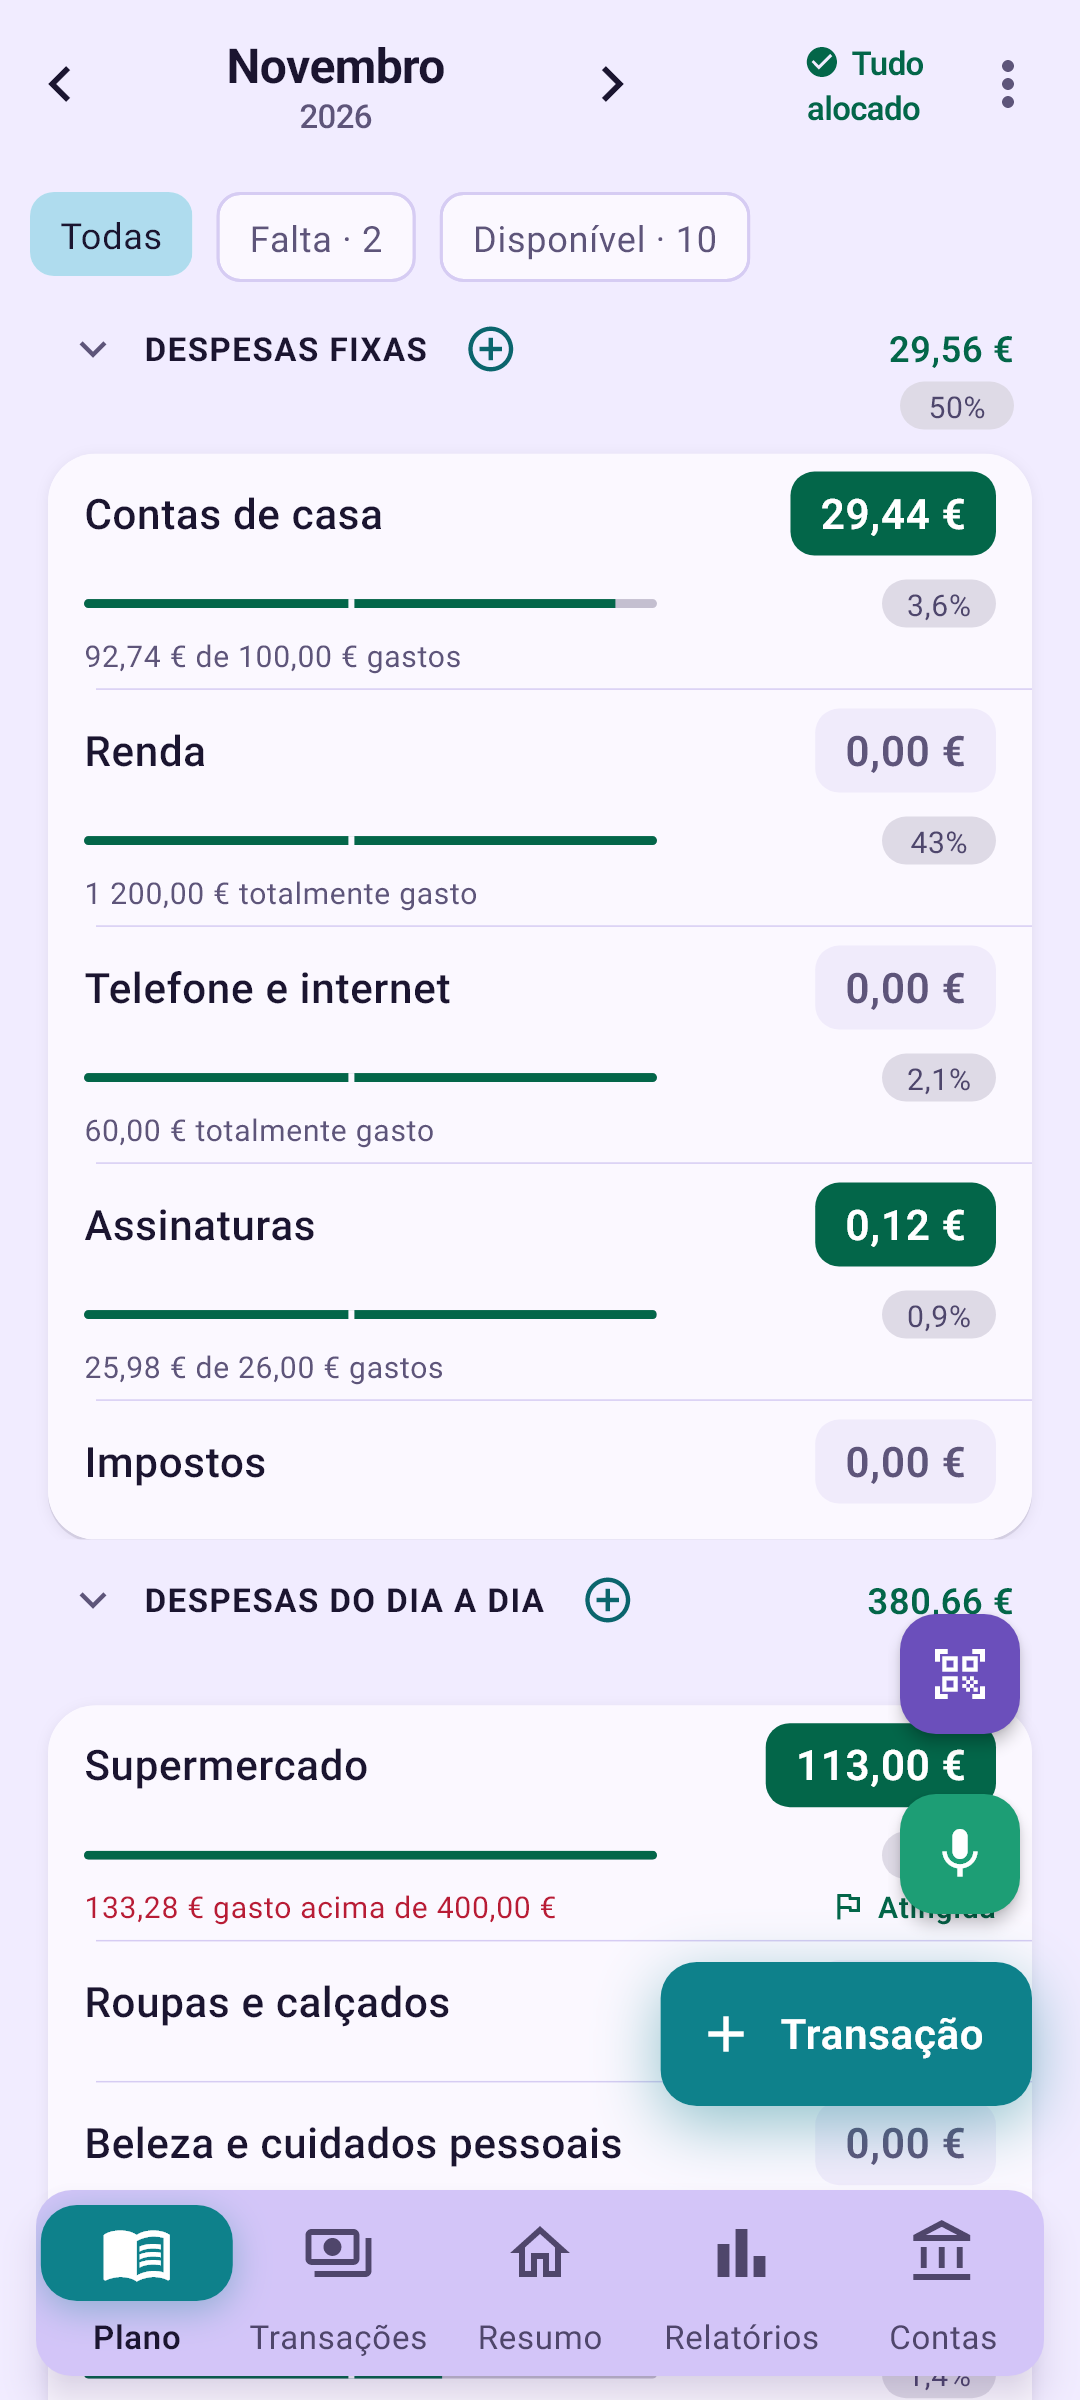 Novembro
2026
Tudo
alocado
Todas
Falta · 2
Disponível · 10
DESPESAS FIXAS
29,56 €
50%
Contas de casa
29,44 €
3,6%
92,74 € de 100,00 € gastos
Renda
0,00 €
43%
1 200,00 € totalmente gasto
Telefone e internet
0,00 €
2,1%
60,00 € totalmente gasto
Assinaturas
0,12 €
0,9%
25,98 € de 26,00 € gastos
Impostos
0,00 €
DESPESAS DO DIA A DIA
380,66 €
Supermercado
113,00 €
133,28 € gasto acima de 400,00 €
Roupas e calçados
Transação
Beleza e cuidados pessoais
0,00 €
Plano
Transações
Resumo
Relatórios
Contas
1,4%